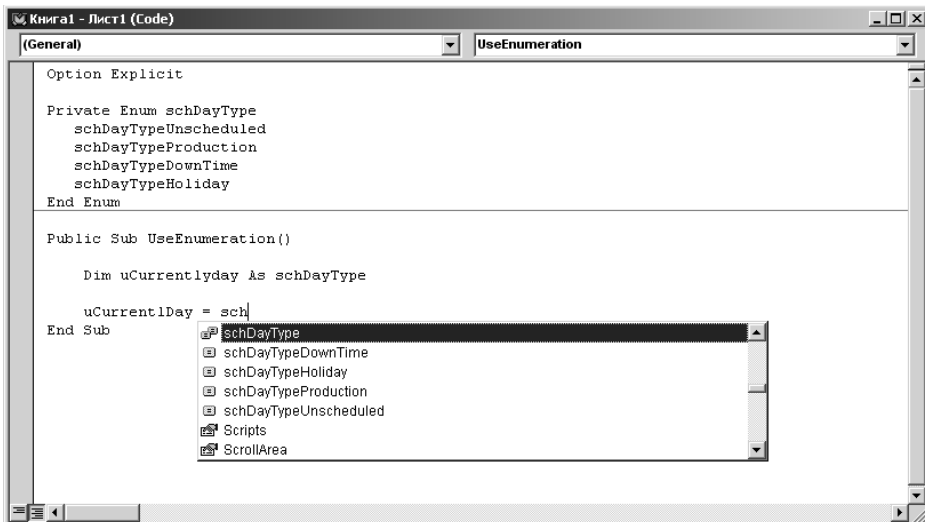 Книга1 - Лист1 (Code)
(General) UseEnumeration
Option Explicit
Private Enum schDayType
schDayTypeUnscheduled
schDayTypeProduction
schDayTypeDownTime
schDayTypeHoliday
End Enum
Public Sub UseEnumeration()
Dim uCurrentlyday As schDayType
uCurrentlDay = sch
End Sub
schDayType
schDayTypeDownTime
schDayTypeHoliday
schDayTypeProduction
schDayTypeUnscheduled
Scripts
ScrollArea